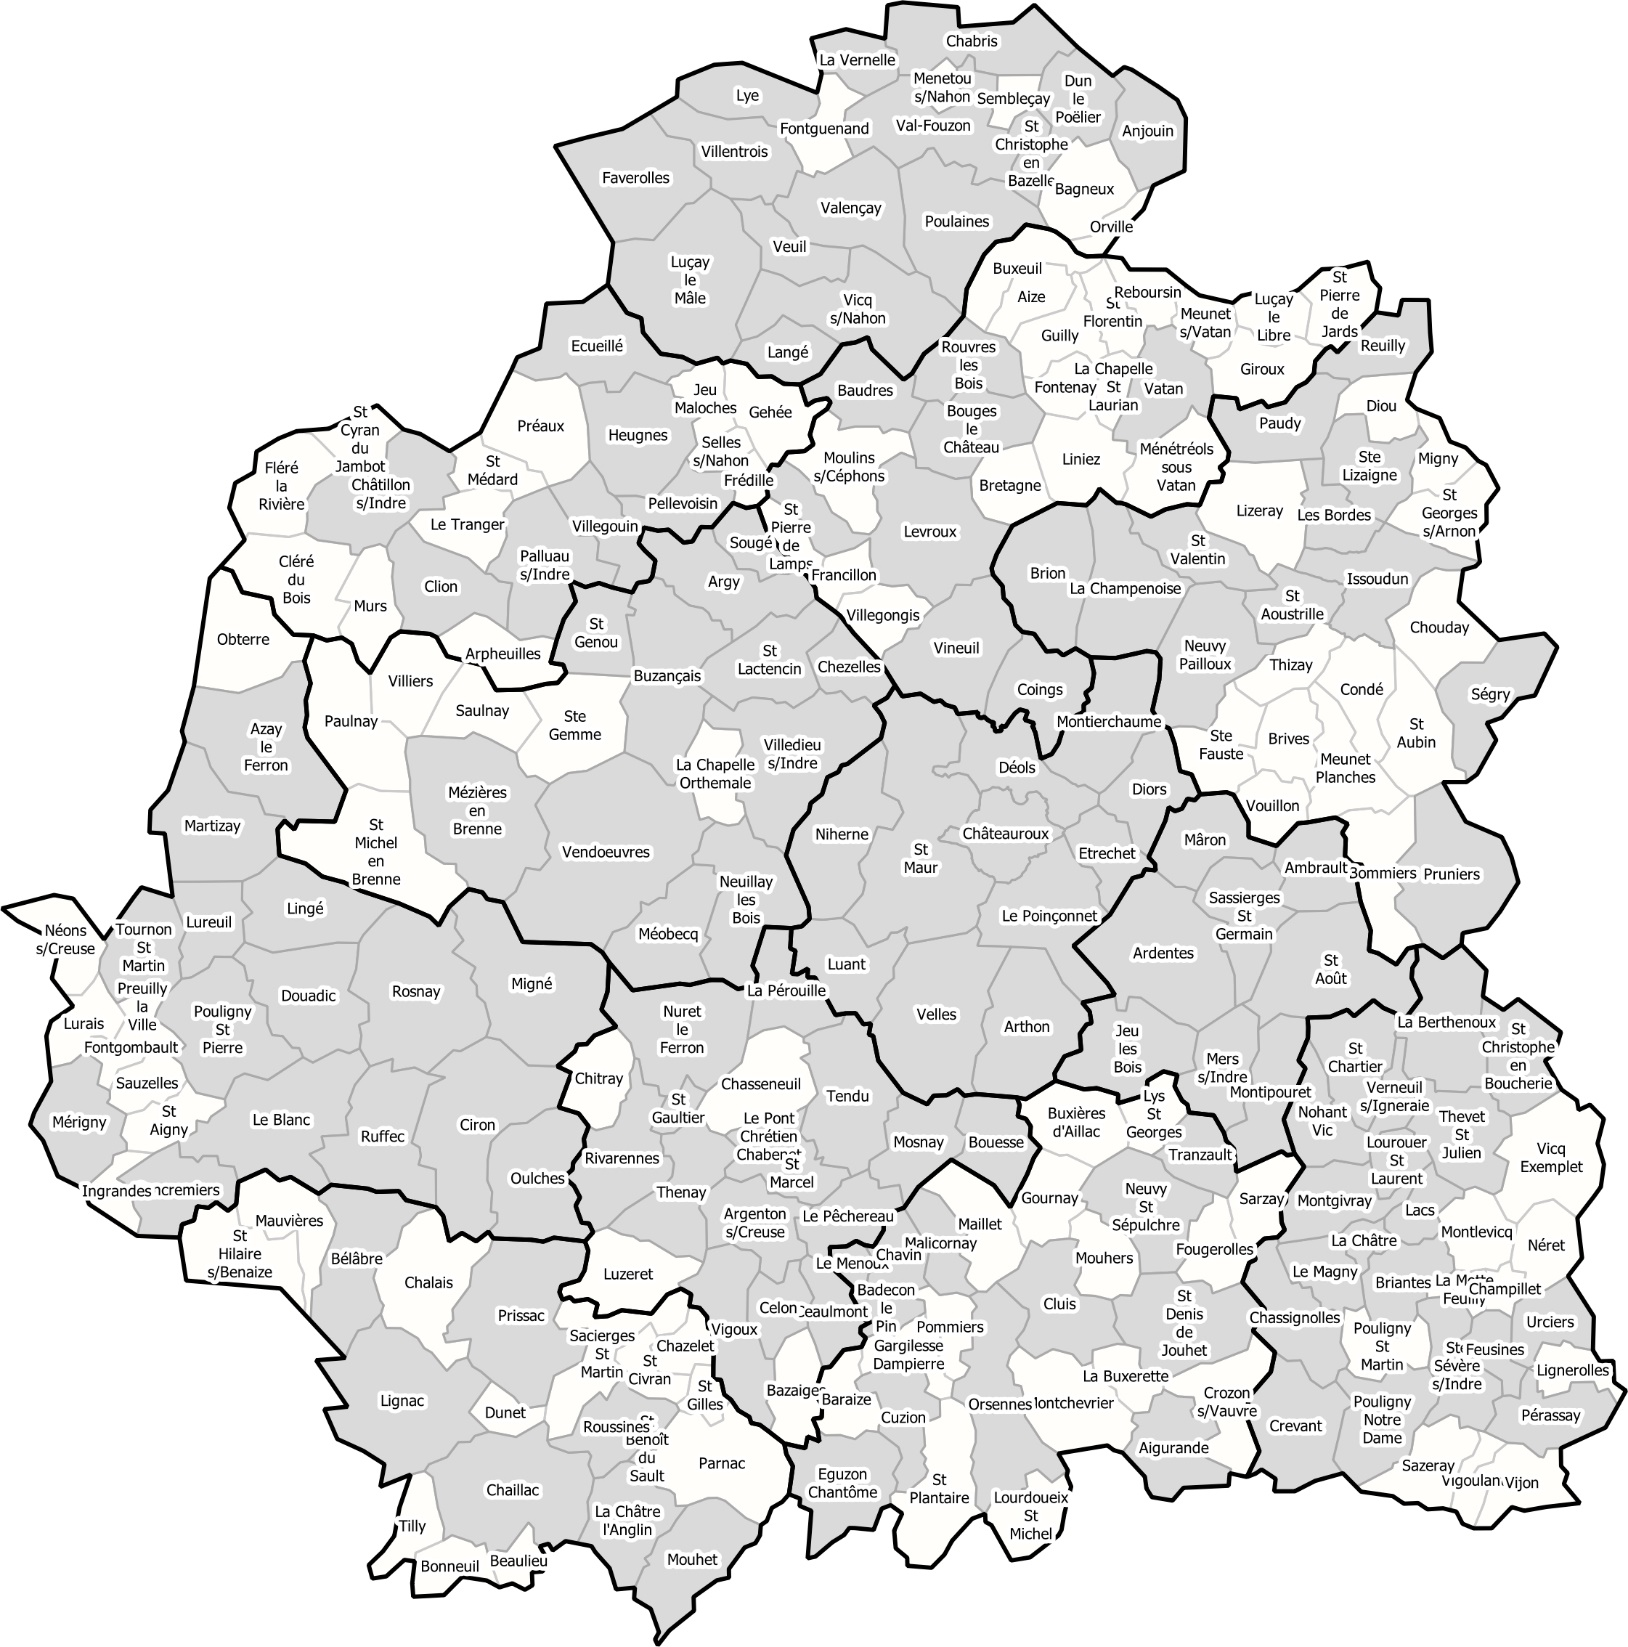 Chabris
La Vernelle
Menetou
s/Nahon
Sembleçay
Dun
le
Poëlier
Lye
Fontguenand
Val-Fouzon
St
Christophe
en
Bazelle
Anjouin
Villentrois
Faverolles
Bagneux
Valençay
Poulaines
Orville
Veuil
Luçay
le
Mâle
Vicq
s/Nahon
Langé
Buxeuil
Aize
Reboursin
St
Florentin
Guilly
Meunet
s/Vatan
Luçay
le
Libre
St
Pierre
de
Jards
Reuilly
Giroux
Ecueillé
Rouvres
les
Bois
La Chapelle
St
Laurian
Fontenay
Vatan
Baudres
Jeu
Maloches
Gehée
Bouges
le
Château
Diou
Paudy
Préaux
Heugnes
Selles
s/Nahon
Frédille
Moulins
s/Céphons
Liniez
Ménétréols
sous
Vatan
Ste
Lizaigne
Migny
St
Cyran
du
Jambot
Fléré
la
Rivière
Châtillon
s/Indre
St
Médard
Bretagne
Pellevoisin
Lizeray
Les Bordes
St
Georges
s/Arnon
Le Tranger
Villegouin
St
Pierre
de
Lamps
Sougé
Levroux
St
Valentin
Palluau
s/Indre
Cléré
du
Bois
Clion
Murs
Argy
Francillon
Brion
La Champenoise
Issoudun
St
Aoustrille
Villegongis
Chouday
Obterre
St
Genou
Arpheuilles
St
Lactencin
Chezelles
Vineuil
Neuvy
Pailloux
Thizay
Buzançais
Villiers
Coings
Condé
Ségry
Paulnay
Saulnay
Ste
Gemme
Montierchaume
Azay
le
Ferron
Villedieu
s/Indre
Ste
Fauste
Brives
St
Aubin
La Chapelle
Orthemale
Déols
Meunet
Planches
Mézières
en
Brenne
Diors
Vouillon
Martizay
St
Michel
en
Brenne
Vendoeuvres
Niherne
Châteauroux
Mâron
St
Maur
Etrechet
Ambrault
Pruniers
Neuillay
les
Bois
Sassierges
St
Germain
Lingé
Lureuil
Le Poinçonnet
Néons
s/Creuse
Tournon
St
Martin
Méobecq
Ardentes
Luant
St
Août
Migné
Preuilly
la
Ville
Douadic
Rosnay
La Pérouille
Pouligny
St
Pierre
Lurais
Nuret
le
Ferron
Velles
Arthon
La Berthenoux
St
Christophe
en
Boucherie
Fontgombault
Jeu
les
Bois
St
Chartier
Mers
s/Indre
Sauzelles
Chitray
Chasseneuil
Tendu
Montipouret
Verneuil
s/Igneraie
Mérigny
St
Aigny
Le Blanc
Ruffec
Ciron
St
Gaultier
Le Pont
Chrétien
Chabenet
Buxières
d'Aillac
Lys
St
Georges
Nohant
Vic
Thevet
St
Julien
Mosnay
Bouesse
Lourouer
St
Laurent
Vicq
Exemplet
Tranzault
Rivarennes
St
Marcel
Oulches
Ingrandes
Thenay
Gournay
Neuvy
St
Sépulchre
Sarzay
Montgivray
Lacs
Argenton
s/Creuse
Le Pêchereau
Maillet
Mauvières
St
Hilaire
s/Benaize
Malicornay
Chavin
Montlevicq
Néret
La Châtre
Bélâbre
Le Menoux
Mouhers
Fougerolles
Luzeret
Chalais
Le Magny
Briantes
La Motte
Feuilly
Champillet
Badecon
le
Pin
Cluis
Prissac
Celon
St
Denis
de
Jouhet
Chassignolles
Urciers
Vigoux
Pommiers
Gargilesse
Dampierre
Pouligny
St
Martin
Sacierges
St
Martin
Chazelet
Feusines
Ste
Sévère
s/Indre
St
Civran
Lignerolles
La Buxerette
Bazaiges
Baraize
St
Gilles
Lignac
Dunet
Orsennes
Crozon
s/Vauvre
Cuzion
Pouligny
Notre
Dame
Pérassay
Crevant
Roussines
St
Benoît
du
Sault
Aigurande
Parnac
Sazeray
Vijon
Eguzon
Chantôme
Chaillac
St
Plantaire
Lourdoueix
St
Michel
La Châtre
l'Anglin
Tilly
Mouhet
Bonneuil
Beaulieu